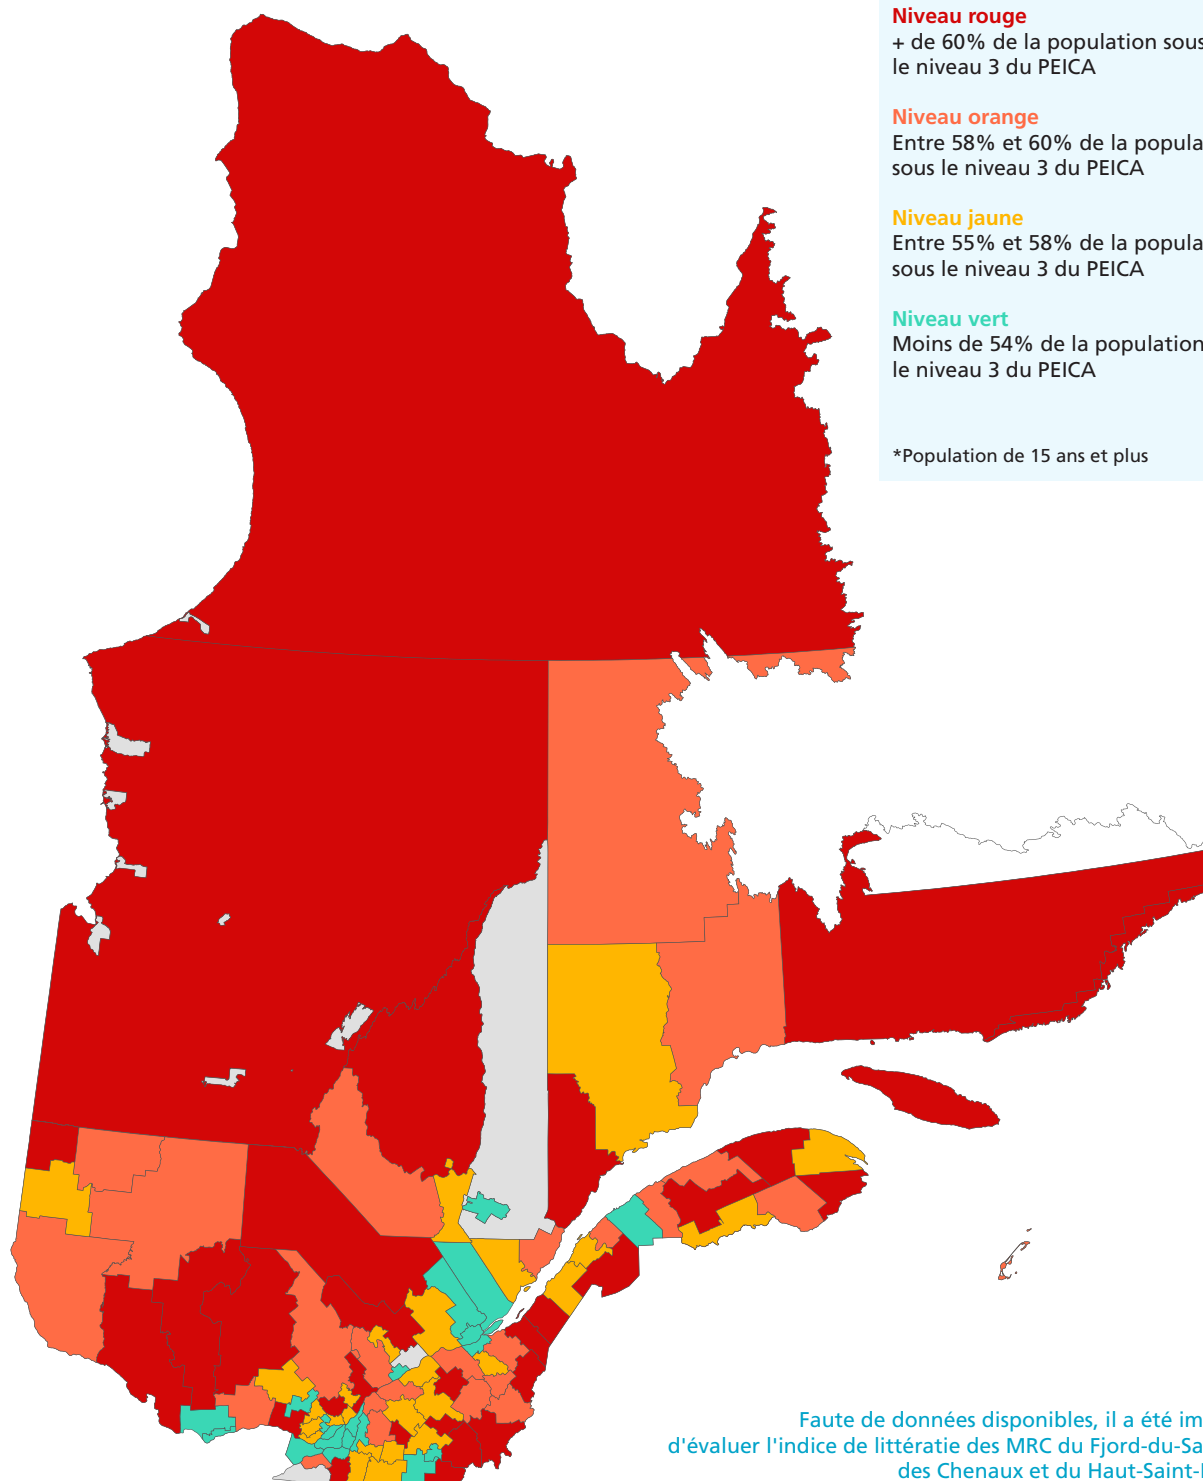 Niveau rouge
+ de 60% de la population sous
le niveau 3 du PEICA
Niveau orange
Entre 58% et 60% de la popula
sous le niveau 3 du PEICA
Niveau jaune
Entre 55% et 58% de la popula
sous le niveau 3 du PEICA
Niveau vert
Moins de 54% de la population
le niveau 3 du PEICA
*Population de 15 ans et plus
Faute de données disponibles, il a été im
d'évaluer l'indice de littératie des MRC du Fjord-du-Sa
des Chenaux et du Haut-Saint-